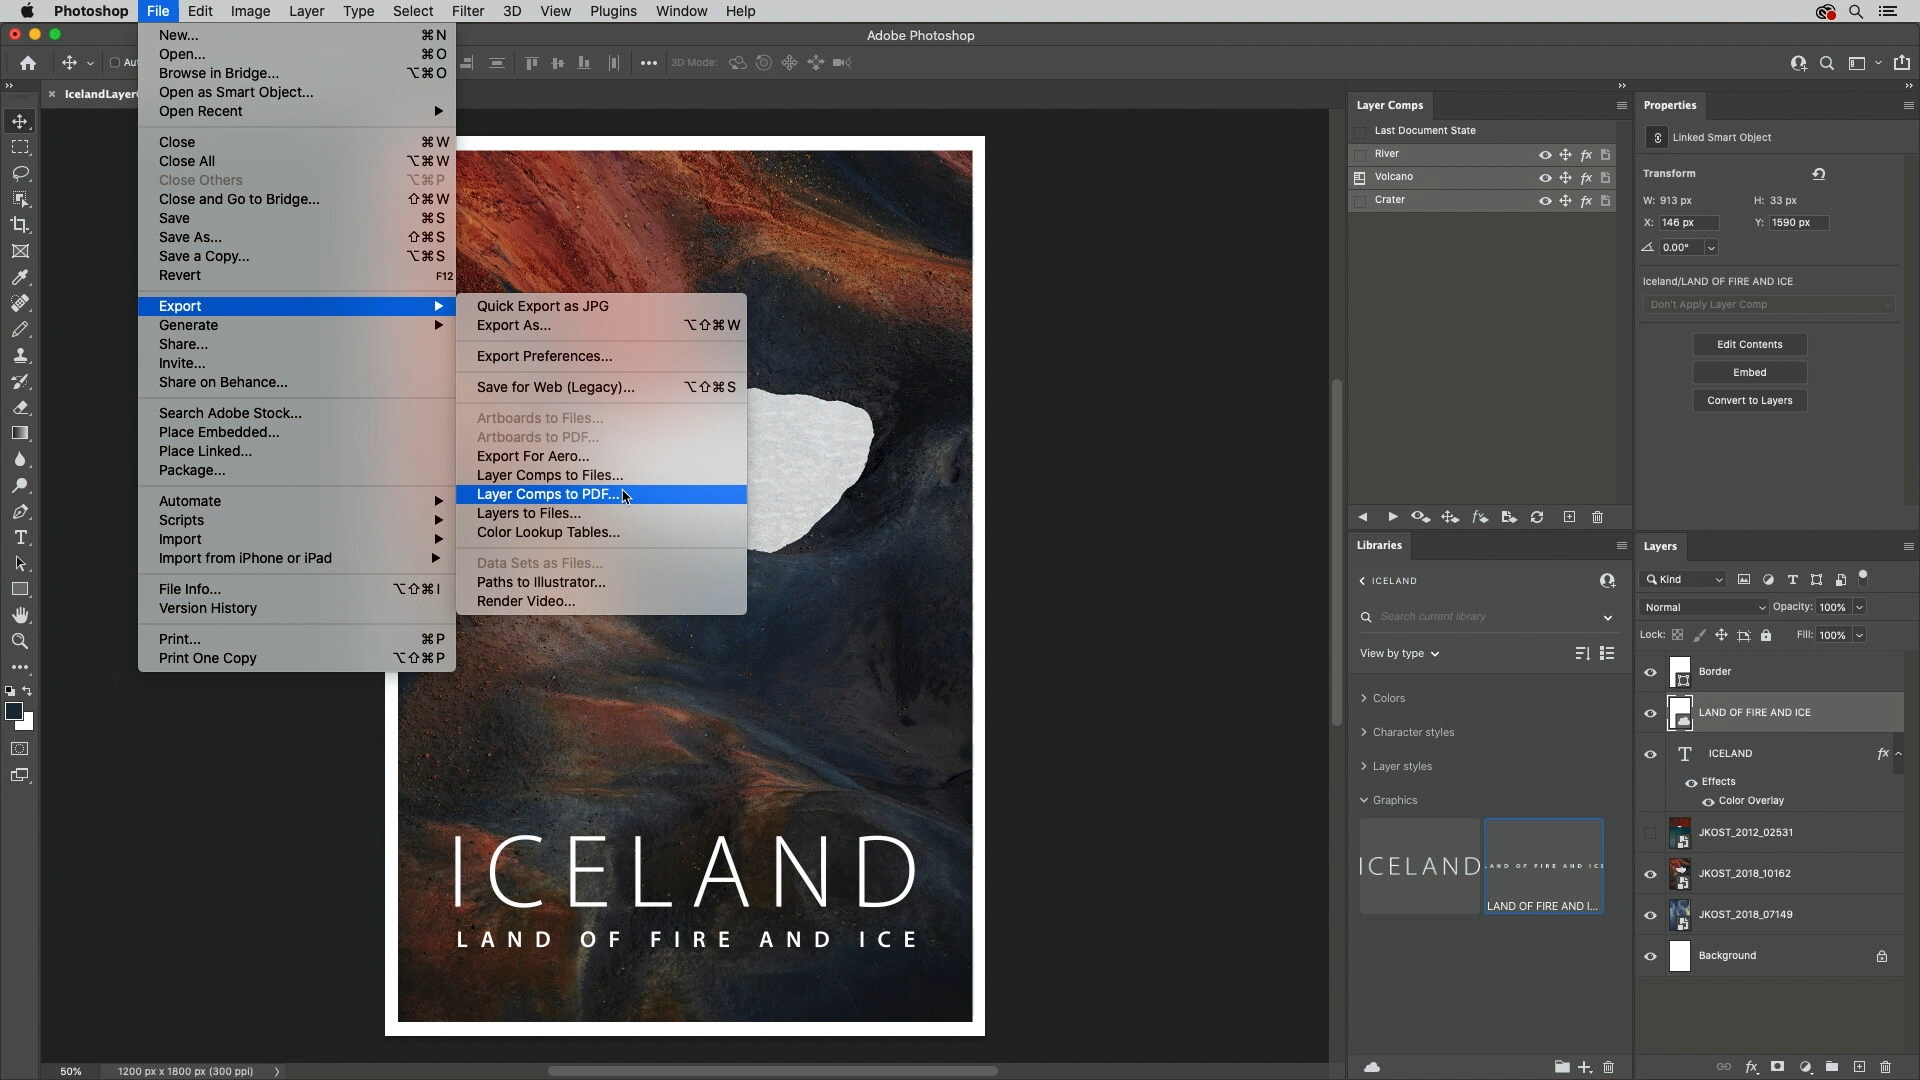 Photoshop File Edit Image Layer Type Select Filter 3D View Plugins Window Help
Adobe Photoshop
3D Mode:
IcelandLayer
New... ⌘N
Open... ⌘O
Browse in Bridge... ⌥⌘O
Open as Smart Object...
Open Recent
Close ⌘W
Close All ⌥⌘W
Close Others ⌥⌘P
Close and Go to Bridge... ⇧⌘W
Save ⌘S
Save As... ⇧⌘S
Save a Copy... ⌥⌘S
Revert F12
Export
Generate
Share...
Invite...
Share on Behance...
Search Adobe Stock...
Place Embedded...
Place Linked...
Package...
Automate
Scripts
Import
Import from iPhone or iPad
File Info... ⌥⇧⌘I
Version History
Print... ⌘P
Print One Copy ⌥⇧⌘P
Quick Export as JPG
Export As... ⌥⇧⌘W
Export Preferences...
Save for Web (Legacy)... ⌥⇧⌘S
Artboards to Files...
Artboards to PDF...
Export For Aero...
Layer Comps to Files...
Layer Comps to PDF...
Layers to Files...
Color Lookup Tables...
Data Sets as Files...
Paths to Illustrator...
Render Video...
ICELAND
LAND OF FIRE AND ICE
50% 1200 px x 1800 px (300 ppi)
Layer Comps
Last Document State
River
Volcano
Crater
Libraries
ICELAND
Search current library
View by type
Colors
Character styles
Layer styles
Graphics
ICELAND
LAND OF FIRE AND ICE
LAND OF FIRE AND I...
Properties
Linked Smart Object
Transform
W: 913 px H: 33 px
X: 146 px Y: 1590 px
0.00°
Iceland/LAND OF FIRE AND ICE
Don't Apply Layer Comp
Edit Contents
Embed
Convert to Layers
Layers
Kind
Normal Opacity: 100%
Lock: Fill: 100%
Border
LAND OF FIRE AND ICE
ICELAND fx
Effects
Color Overlay
JKOST_2012_02531
JKOST_2018_10162
JKOST_2018_07149
Background